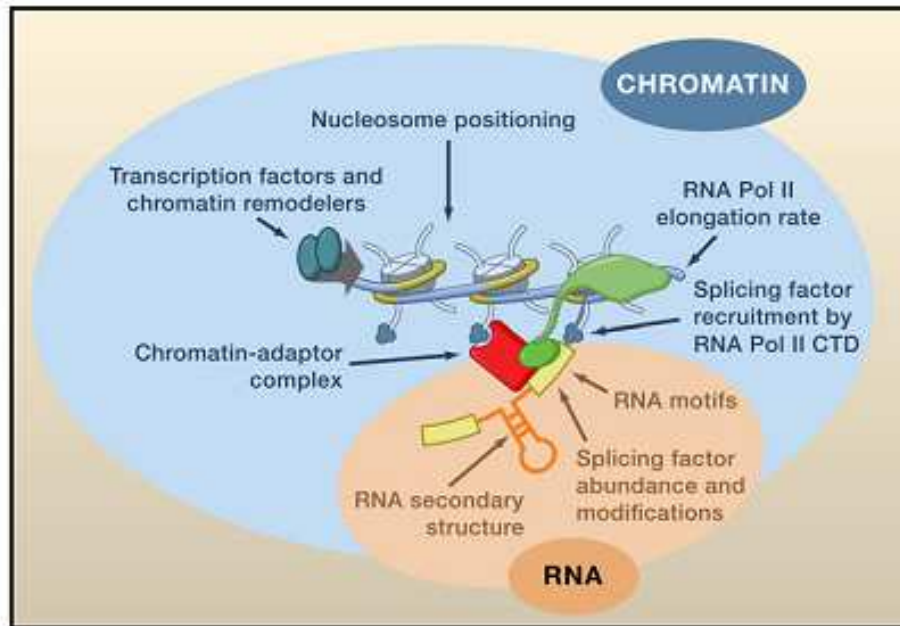 CHROMATIN
Nucleosome positioning
Transcription factors and
chromatin remodelers
RNA Pol II
elongation rate
Splicing factor
recruitment by
RNA Pol II CTD
Chromatin-adaptor
complex
RNA motifs
Splicing factor
abundance and
modifications
RNA secondary
structure
RNA